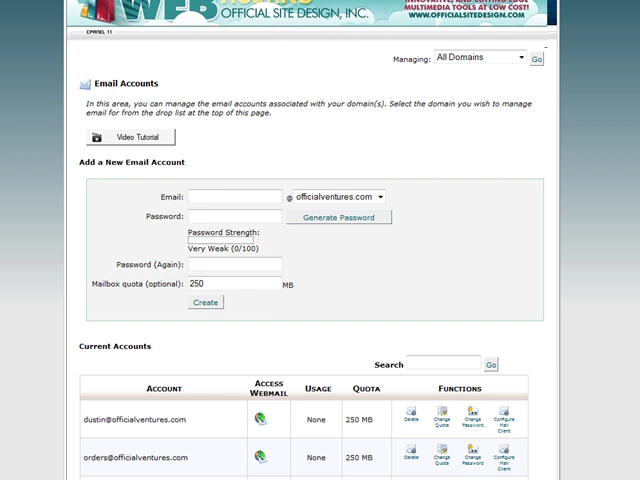 WEB
OFFICIAL SITE DESIGN, INC.
MULTIMEDIA TOOLS AT LOW COST!
WWW.OFFICIALSITEDESIGN.COM
CPANEL 11
Managing: All Domains Go
Email Accounts
In this area, you can manage the email accounts associated with your domain(s). Select the domain you wish to manage
email for from the drop list at the top of this page.
Video Tutorial
Add a New Email Account
Email: @ officialventures.com
Password: Generate Password
Password Strength:
Very Weak (0/100)
Password (Again):
Mailbox quota (optional): 250 MB
Create
Current Accounts
Search Go
ACCOUNT ACCESS WEBMAIL USAGE QUOTA FUNCTIONS
dustin@officialventures.com None 250 MB Delete Change Quota Change Password Configure Mail Client
orders@officialventures.com None 250 MB Delete Change Quota Change Password Configure Mail Client